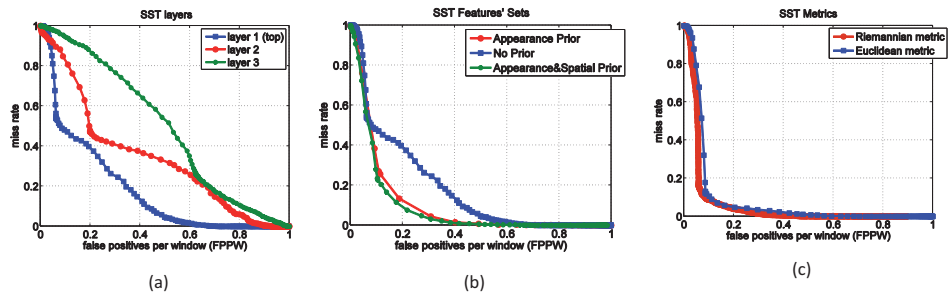 SST layers
miss rate
1
0.8
0.6
0.4
0.2
0
0
0.2
0.4
0.6
0.8
1
false positives per window (FPPW)
layer 1 (top)
layer 2
layer 3
(a)
SST Features' Sets
miss rate
1
0.8
0.6
0.4
0.2
0
0
0.2
0.4
0.6
0.8
1
false positives per window (FPPW)
Appearance Prior
No Prior
Appearance&Spatial Prior
(b)
SST Metrics
miss rate
1
0.8
0.6
0.4
0.2
0
0
0.2
0.4
0.6
0.8
1
false positives per window (FPPW)
Riemannian metric
Euclidean metric
(c)